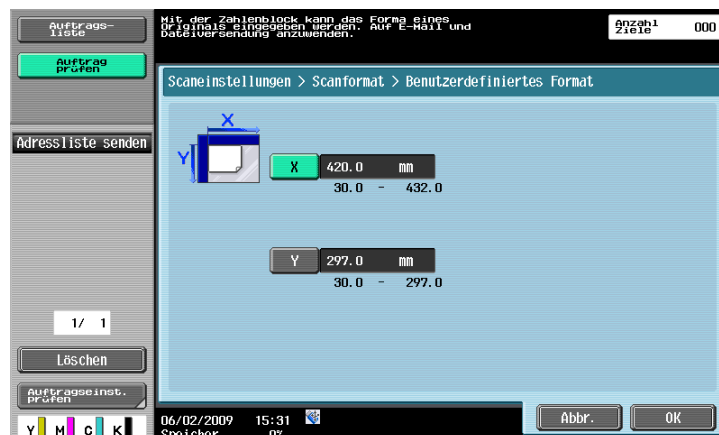 Auftrags-
liste
Mit der Zahlenblock kann das Forma eines
Originals eingegeben werden. Auf E-Mail und
Dateiversendung anzuwenden.
Anzahl
Ziele
000
Auftrag
prüfen
Scaneinstellungen > Scanformat > Benutzerdefiniertes Format
Adressliste senden
X
Y
X 420.0 mm
30.0 - 432.0
Y 297.0 mm
30.0 - 297.0
1/ 1
Löschen
Auftragseinst.
prüfen
Y M C K
06/02/2009 15:31
Speicher 0%
Abbr.
OK